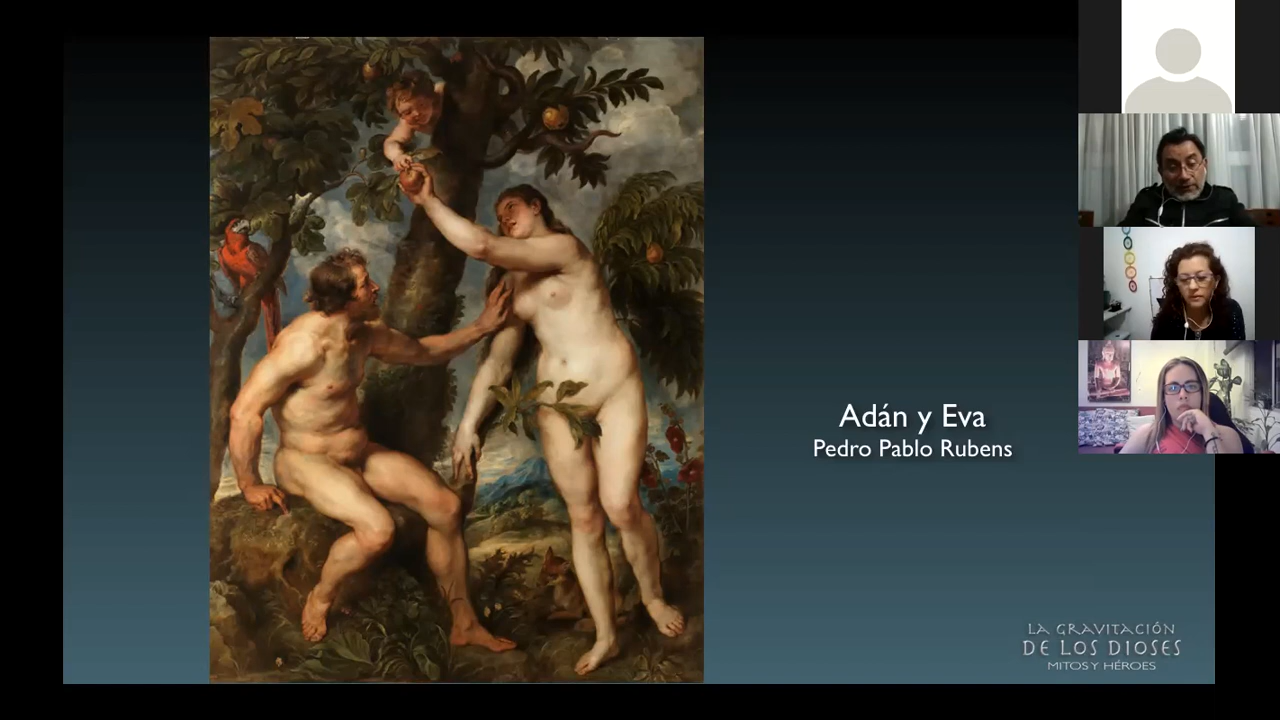 Adán y Eva
Pedro Pablo Rubens
LA GRAVITACIÓN
DE LOS DIOSES
MITOS Y HÉROES